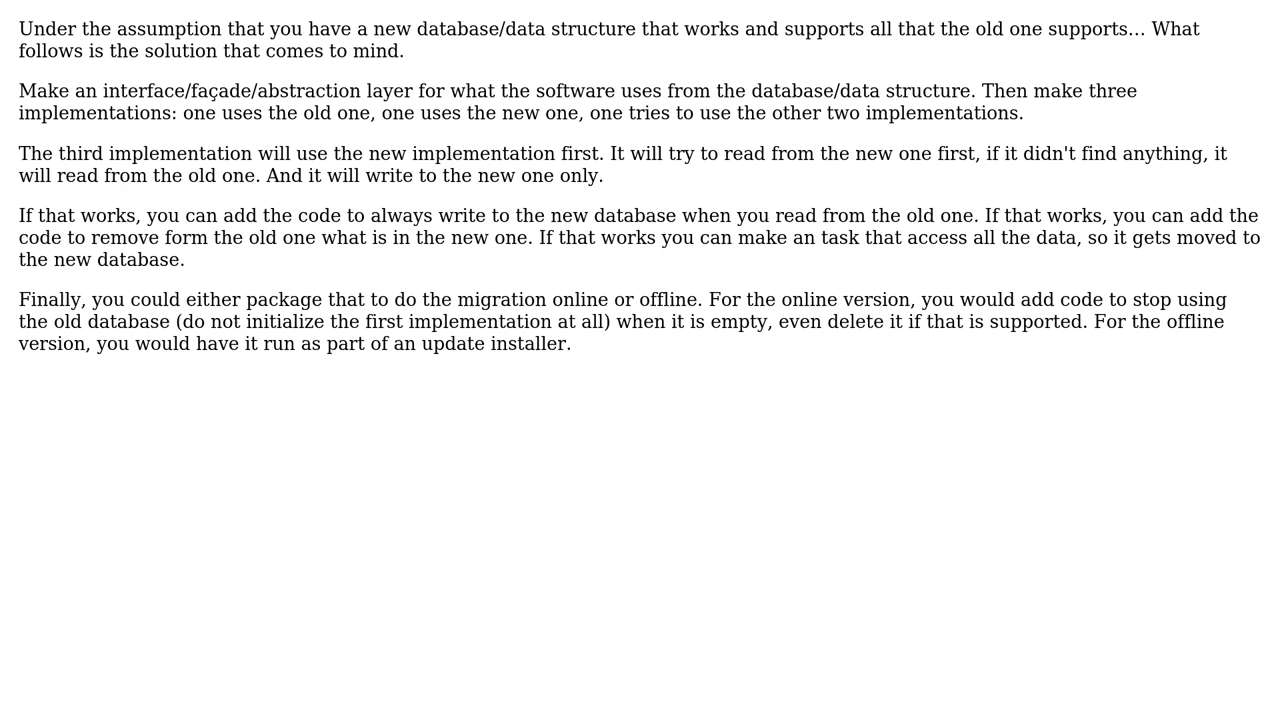 Under the assumption that you have a new database/data structure that works and supports all that the old one supports... What
follows is the solution that comes to mind.
Make an interface/façade/abstraction layer for what the software uses from the database/data structure. Then make three
implementations: one uses the old one, one uses the new one, one tries to use the other two implementations.
The third implementation will use the new implementation first. It will try to read from the new one first, if it didn't find anything, it
will read from the old one. And it will write to the new one only.
If that works, you can add the code to always write to the new database when you read from the old one. If that works, you can add the
code to remove form the old one what is in the new one. If that works you can make an task that access all the data, so it gets moved to
the new database.
Finally, you could either package that to do the migration online or offline. For the online version, you would add code to stop using
the old database (do not initialize the first implementation at all) when it is empty, even delete it if that is supported. For the offline
version, you would have it run as part of an update installer.